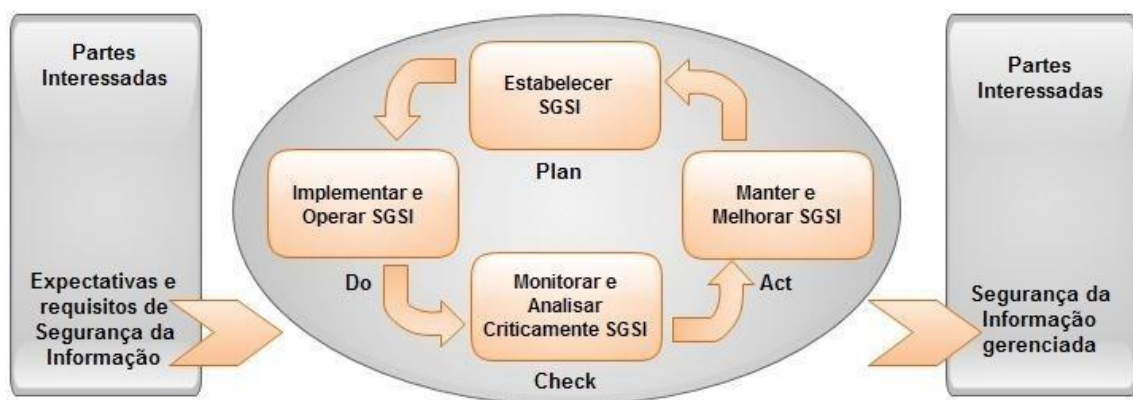 Partes
Interessadas
Expectativas e
requisitos de
Segurança da
Informação
Estabelecer
SGSI
Plan
Implementar e
Operar SGSI
Do
Monitorar e
Analisar
Criticamente SGSI
Check
Manter e
Melhorar SGSI
Act
Partes
Interessadas
Segurança da
Informação
gerenciada